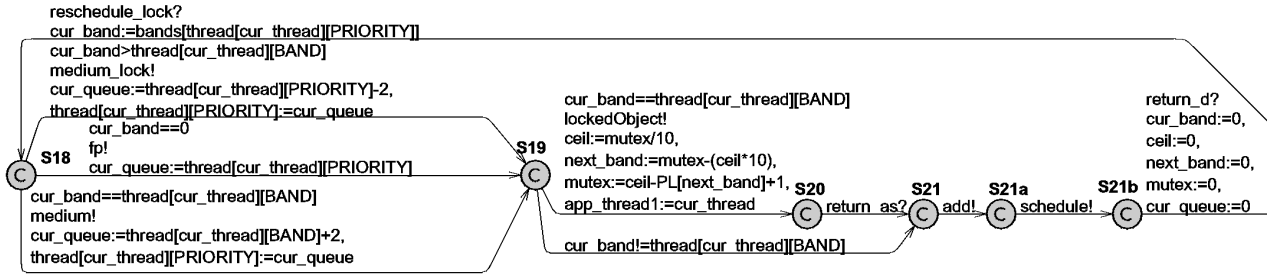 reschedule_lock?
cur_band:=bands[thread[cur_thread][PRIORITY]]
cur_band>thread[cur_thread][BAND]
medium_lock!
cur_queue:=thread[cur_thread][PRIORITY]-2,
thread[cur_thread][PRIORITY]:=cur_queue
cur_band==0
fp!
cur_queue:=thread[cur_thread][PRIORITY]
S18
C
cur_band==thread[cur_thread][BAND]
medium!
cur_queue:=thread[cur_thread][BAND]+2,
thread[cur_thread][PRIORITY]:=cur_queue
S19
C
cur_band==thread[cur_thread][BAND]
lockedObject!
ceil:=mutex/10,
next_band:=mutex-(ceil*10),
mutex:=ceil-PL[next_band]+1,
app_thread1:=cur_thread
cur_band!=thread[cur_thread][BAND]
S20
C
return_as?
S21
C
add!
S21a
C
schedule!
S21b
C
return_d?
cur_band:=0,
ceil:=0,
next_band:=0,
mutex:=0,
cur_queue:=0